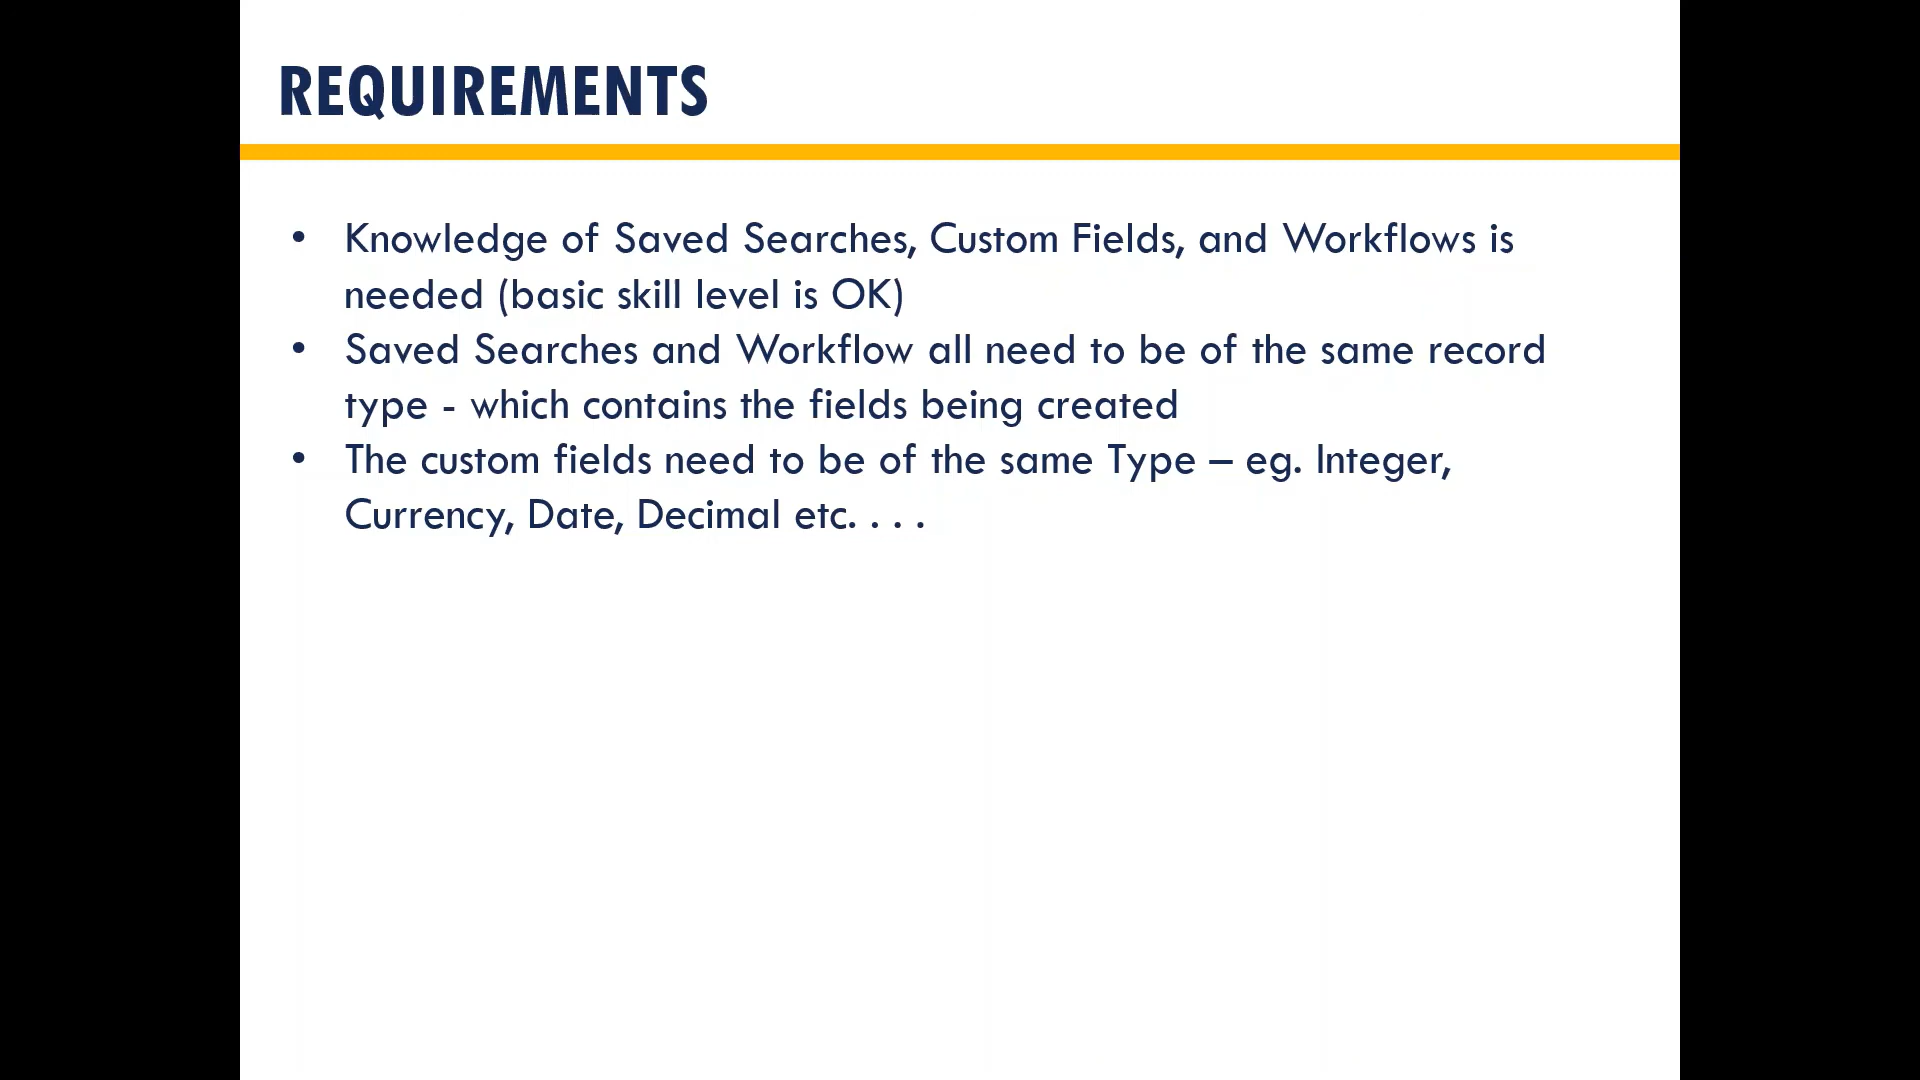 REQUIREMENTS
• Knowledge of Saved Searches, Custom Fields, and Workflows is
needed (basic skill level is OK)
• Saved Searches and Workflow all need to be of the same record
type - which contains the fields being created
• The custom fields need to be of the same Type – eg. Integer,
Currency, Date, Decimal etc. . . .